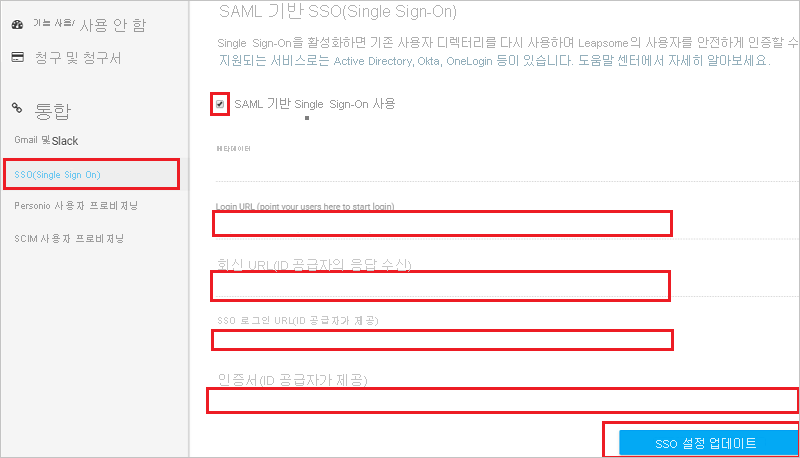 기능 사용/ 사용 안 함
청구 및 청구서
통합
Gmail 및Slack
SSO(Single Sign On)
Personio 사용자 프로비저닝
SCIM 사용자 프로비저닝
SAML 기반 SSO(Single Sign-On)
Single Sign-On을 활성화하면 기존 사용자 디렉터리를 다시 사용하여 Leapsome의 사용자를 안전하게 인증할 수
지원되는 서비스로는 Active Directory, Okta, OneLogin 등이 있습니다. 도움말 센터에서 자세히 알아보세요.
SAML 기반 Single Sign-On 사용
메타데이터
Login URL (point your users here to start login)
회신 URL(ID 공급자의 응답 수신)
SSO 로그인 URL(ID 공급자가 제공)
인증서(ID 공급자가 제공)
SSO 설정 업데이트